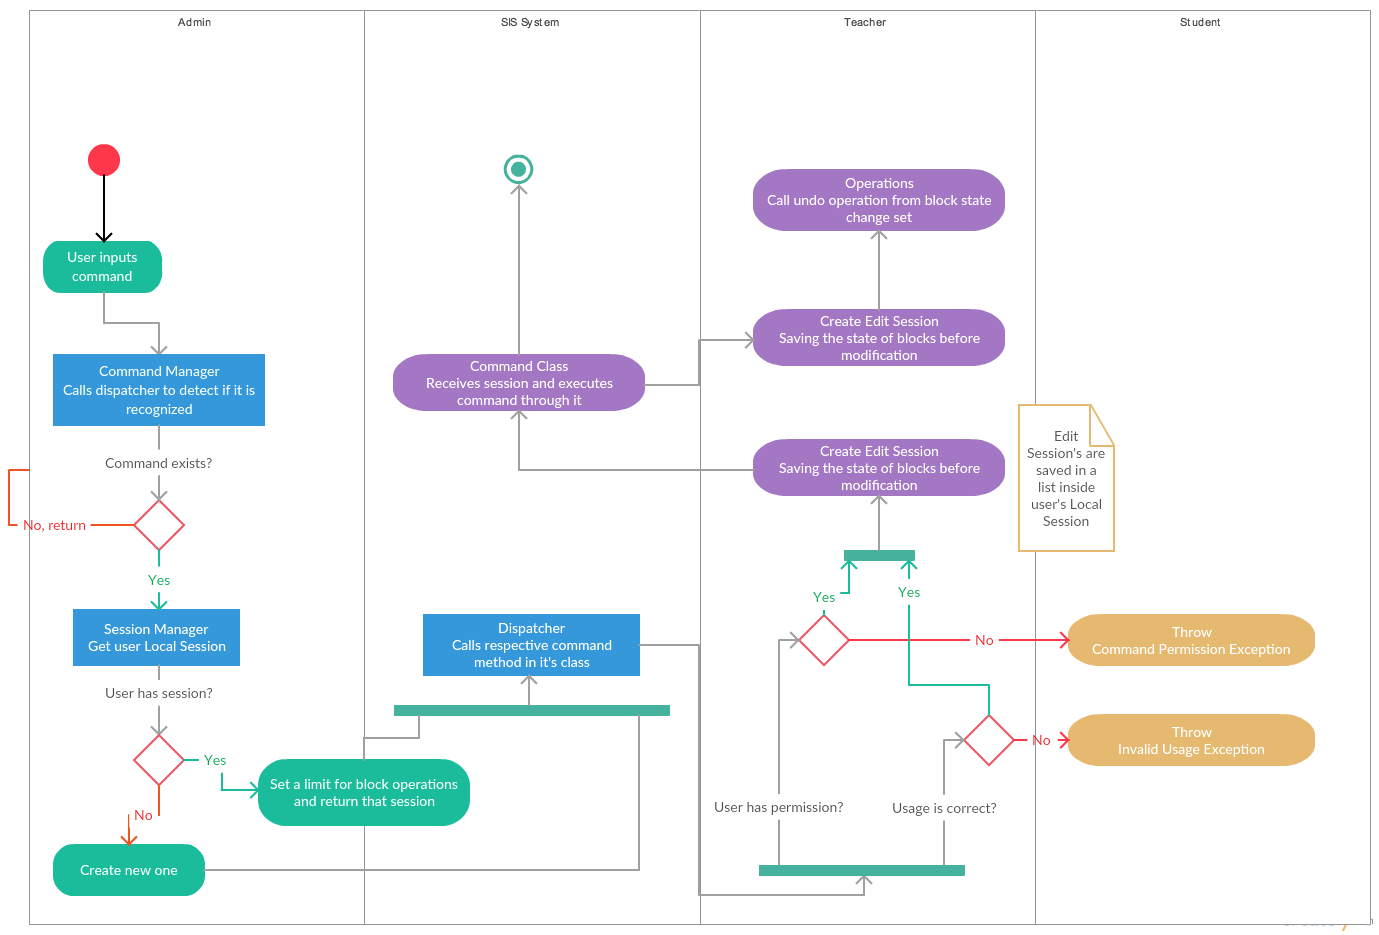 Admin
SIS System
Teacher
Student
User inputs
command
Command Manager
Calls dispatcher to detect if it is
recognized
Command exists?
No, return
Yes
Session Manager
Get user Local Session
User has session?
Yes
No
Set a limit for block operations
and return that session
Create new one
Command Class
Receives session and executes
command through it
Dispatcher
Calls respective command
method in it's class
Operations
Call undo operation from block state
change set
Create Edit Session
Saving the state of blocks before
modification
Create Edit Session
Saving the state of blocks before
modification
Yes
Yes
No
No
User has permission?
Usage is correct?
Edit
Session's are
saved in a
list inside
user's Local
Session
Throw
Command Permission Exception
Throw
Invalid Usage Exception